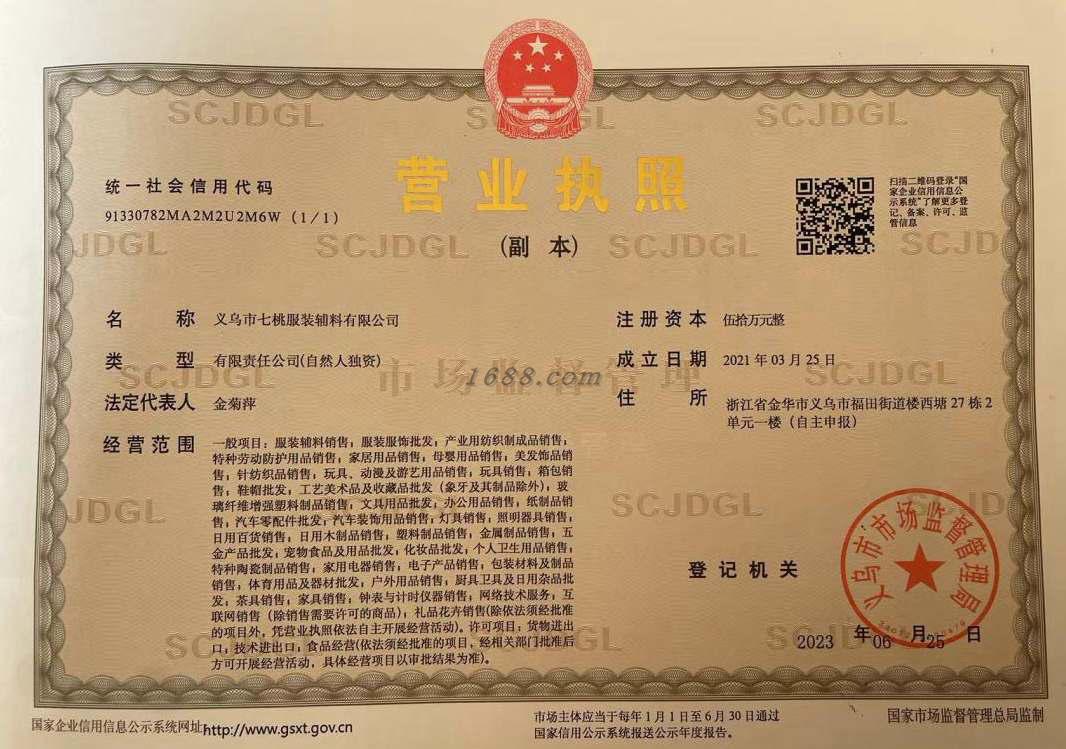 SCJDGL SCJDGL SCJDGL
营业执照
(副 本)
统一社会信用代码
91330782MA2M2U2M6W (1/1)
扫描二维码登录“国
家企业信用信息公
示系统”了解更多登
记、备案、许可、监
管信息
JDGL SCJDGL SCJDGL SCJD
名 称 义乌市七桃服装辅料有限公司
类 型 有限责任公司(自然人独资)
法定代表人 金菊萍
经营范围 一般项目：服装辅料销售；服装服饰批发；产业用纺织制成品销售；
特种劳动防护用品销售；家居用品销售；母婴用品销售；美发饰品销
售；针纺织品销售；玩具、动漫及游艺用品销售；玩具销售；箱包销
售；鞋帽批发；工艺美术品及收藏品批发（象牙及其制品除外）；玻
璃纤维增强塑料制品销售；文具用品批发；办公用品销售；纸制品销
售；汽车零配件批发；汽车装饰用品销售；灯具销售；照明器具销售；
日用百货销售；日用木制品销售；塑料制品销售；金属制品销售；五
金产品批发；宠物食品及用品批发；化妆品批发；个人卫生用品销售；
特种陶瓷制品销售；家用电器销售；电子产品销售；包装材料及制品
销售；体育用品及器材批发；户外用品销售；厨具卫具及日用杂品批
发；茶具销售；家具销售；钟表与计时仪器销售；网络技术服务；互
联网销售（除销售需要许可的商品）；礼品花卉销售(除依法须经批准
的项目外，凭营业执照依法自主开展经营活动)。许可项目：货物进出
口；技术进出口；食品经营(依法须经批准的项目，经相关部门批准后
方可开展经营活动，具体经营项目以审批结果为准)。
注册资本 伍拾万元整
成立日期 2021年03月25日
住 所 浙江省金华市义乌市福田街道楼西塘27栋2
单元一楼（自主申报）
SCJDGL 市场监督管理 SCJDGL
1688.com
JDGL SCJDGL SCJDGL
登记机关
义乌市市场监督管理局
2023 年 06 月 25 日
SCJDGL SCJDGL SCJDGL
国家企业信用信息公示系统网址:http://www.gsxt.gov.cn
市场主体应当于每年1月1日至6月30日通过
国家信用公示系统报送公示年度报告。
国家市场监督管理总局监制